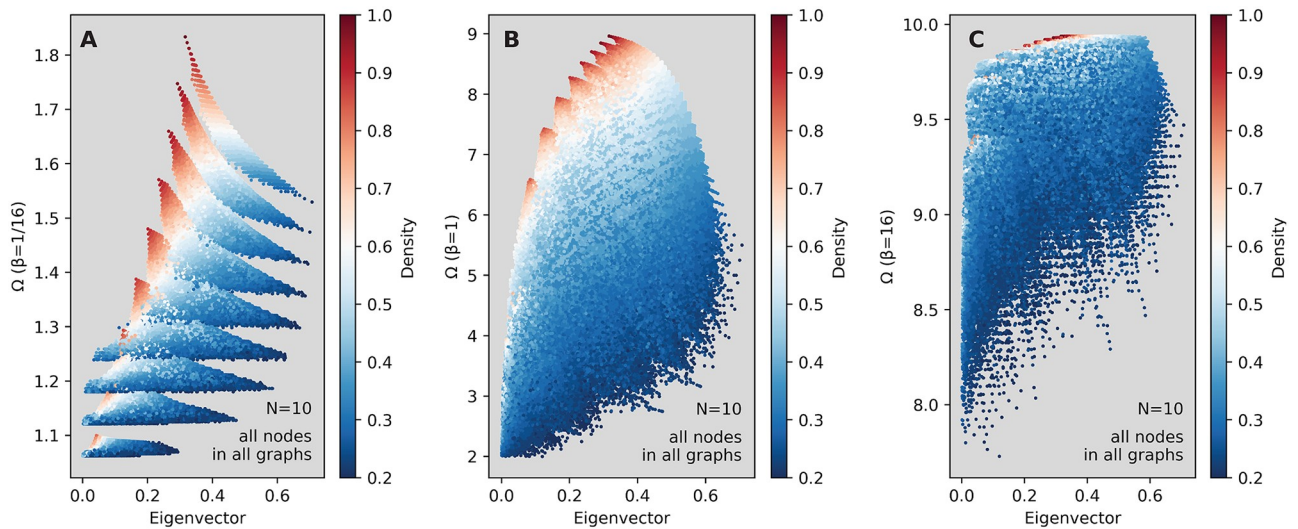 A
1.8
1.7
1.6
1.5
1.4
1.3
1.2
1.1
Ω (β=1/16)
0.0 0.2 0.4 0.6
Eigenvector
N=10
all nodes
in all graphs
1.0
0.9
0.8
0.7
0.6
0.5
0.4
0.3
0.2
Density
B
9
8
7
6
5
4
3
2
Ω (β=1)
0.0 0.2 0.4 0.6
Eigenvector
N=10
all nodes
in all graphs
1.0
0.9
0.8
0.7
0.6
0.5
0.4
0.3
0.2
Density
C
10.0
9.5
9.0
8.5
8.0
Ω (β=16)
0.0 0.2 0.4 0.6
Eigenvector
N=10
all nodes
in all graphs
1.0
0.9
0.8
0.7
0.6
0.5
0.4
0.3
0.2
Density